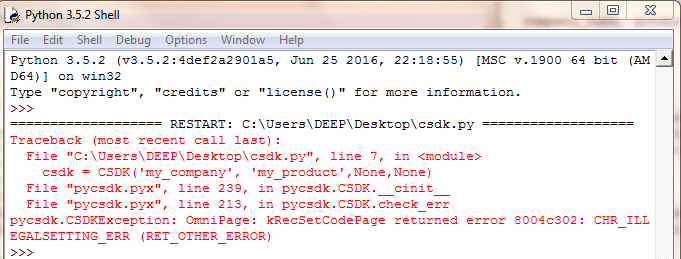 Python 3.5.2 Shell
File Edit Shell Debug Options Window Help
Python 3.5.2 (v3.5.2:4def2a2901a5, Jun 25 2016, 22:18:55) [MSC v.1900 64 bit (AM
D64)] on win32
Type "copyright", "credits" or "license()" for more information.
>>>
=================== RESTART: C:\Users\DEEP\Desktop\csdk.py ===================
Traceback (most recent call last):
  File "C:\Users\DEEP\Desktop\csdk.py", line 7, in <module>
    csdk = CSDK('my_company', 'my_product',None,None)
  File "pycsdk.pyx", line 239, in pycsdk.CSDK.__cinit__
  File "pycsdk.pyx", line 213, in pycsdk.CSDK.check_err
pycsdk.CSDKException: OmniPage: kRecSetCodePage returned error 8004c302: CHR_ILL
EGALSETTING_ERR (RET_OTHER_ERROR)
>>>